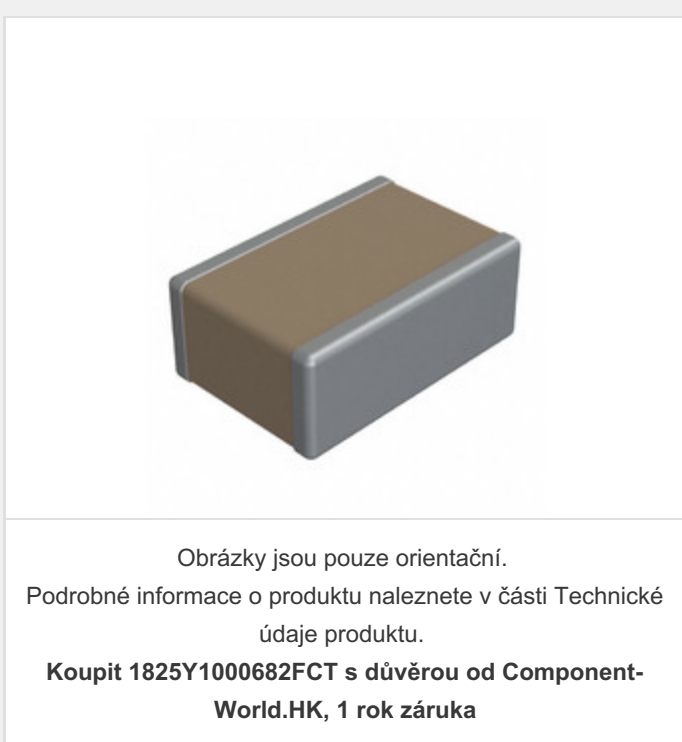 Obrázky jsou pouze orientační.
Podrobné informace o produktu naleznete v části Technické
údaje produktu.
Koupit 1825Y1000682FCT s důvěrou od Component-
World.HK, 1 rok záruka